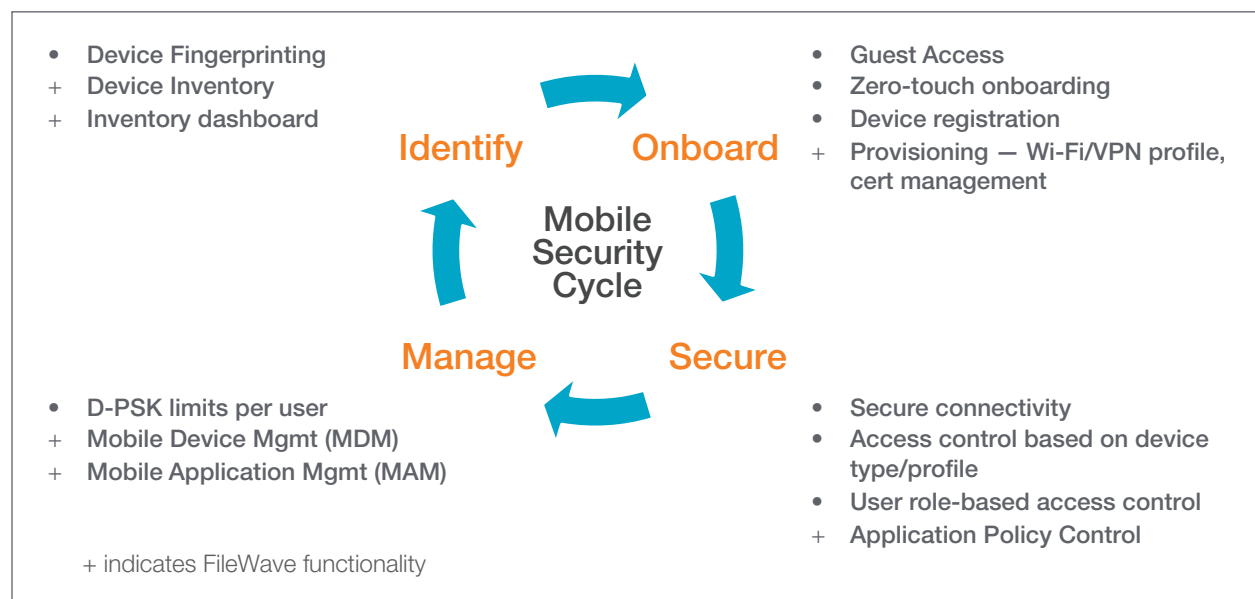 • Device Fingerprinting
+ Device Inventory
+ Inventory dashboard
• Guest Access
• Zero-touch onboarding
• Device registration
+ Provisioning — Wi-Fi/VPN profile,
cert management
Identify
Onboard
Mobile
Security
Cycle
Manage
Secure
• D-PSK limits per user
+ Mobile Device Mgmt (MDM)
+ Mobile Application Mgmt (MAM)
• Secure connectivity
• Access control based on device
type/profile
• User role-based access control
+ Application Policy Control
+ indicates FileWave functionality